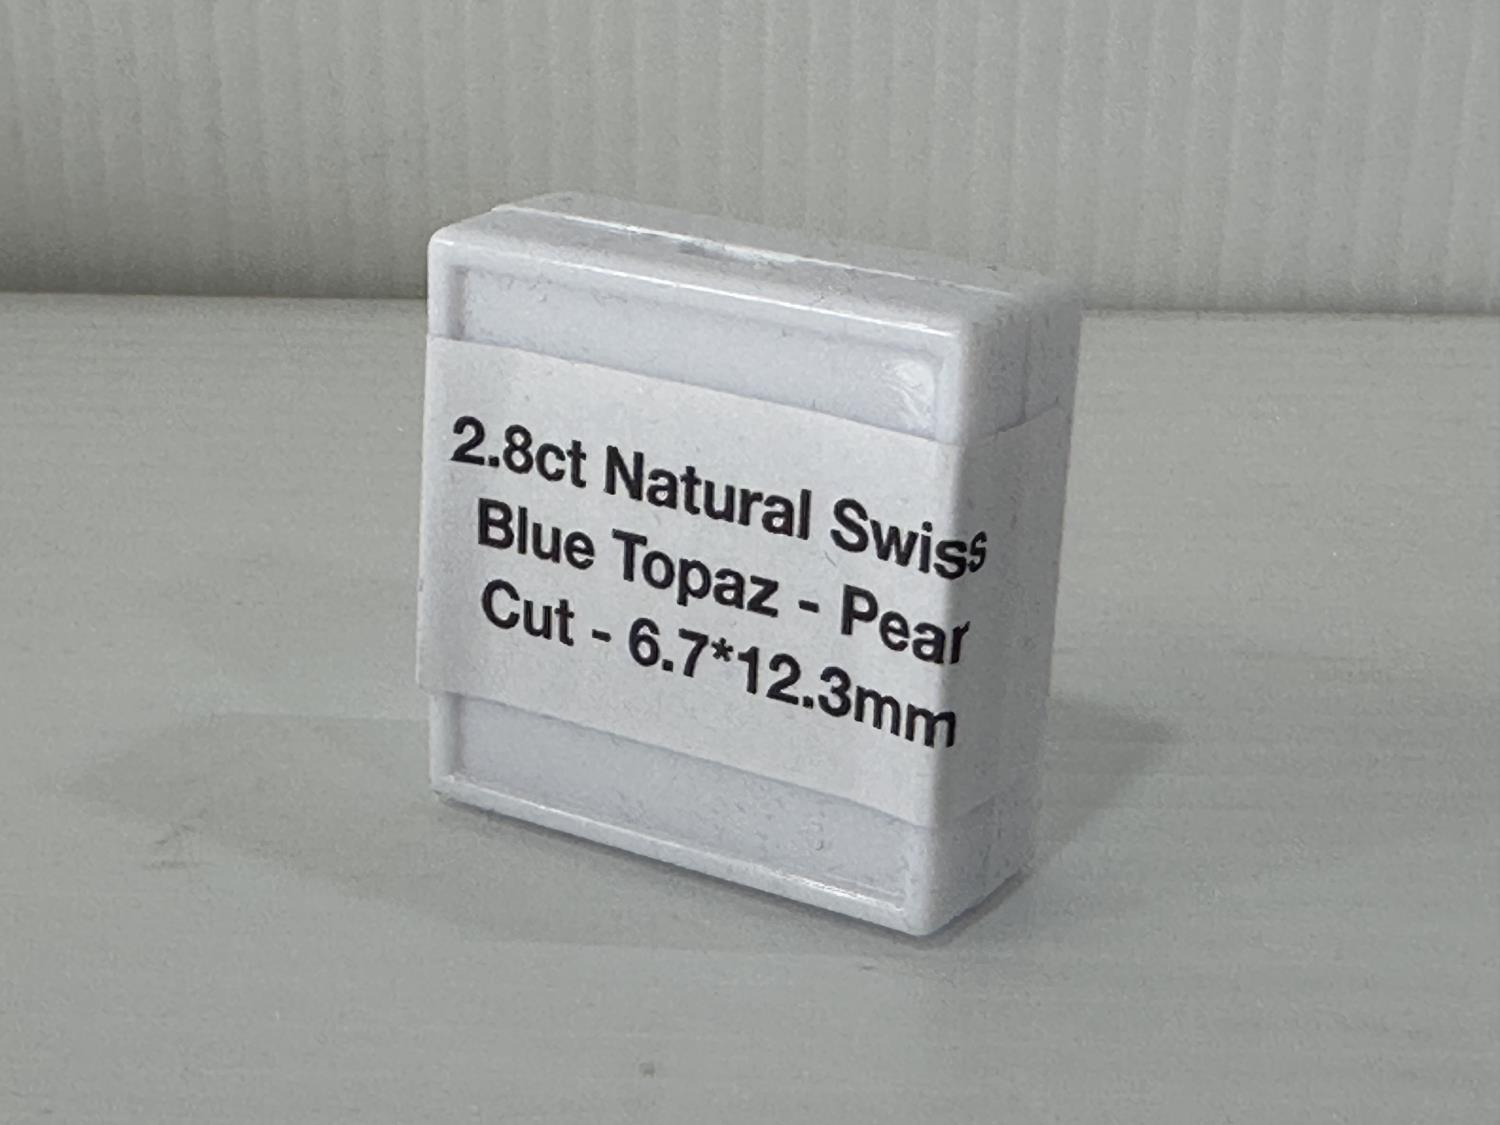 2.8ct Natural Swiss
Blue Topaz - Pear
Cut - 6.7*12.3mm